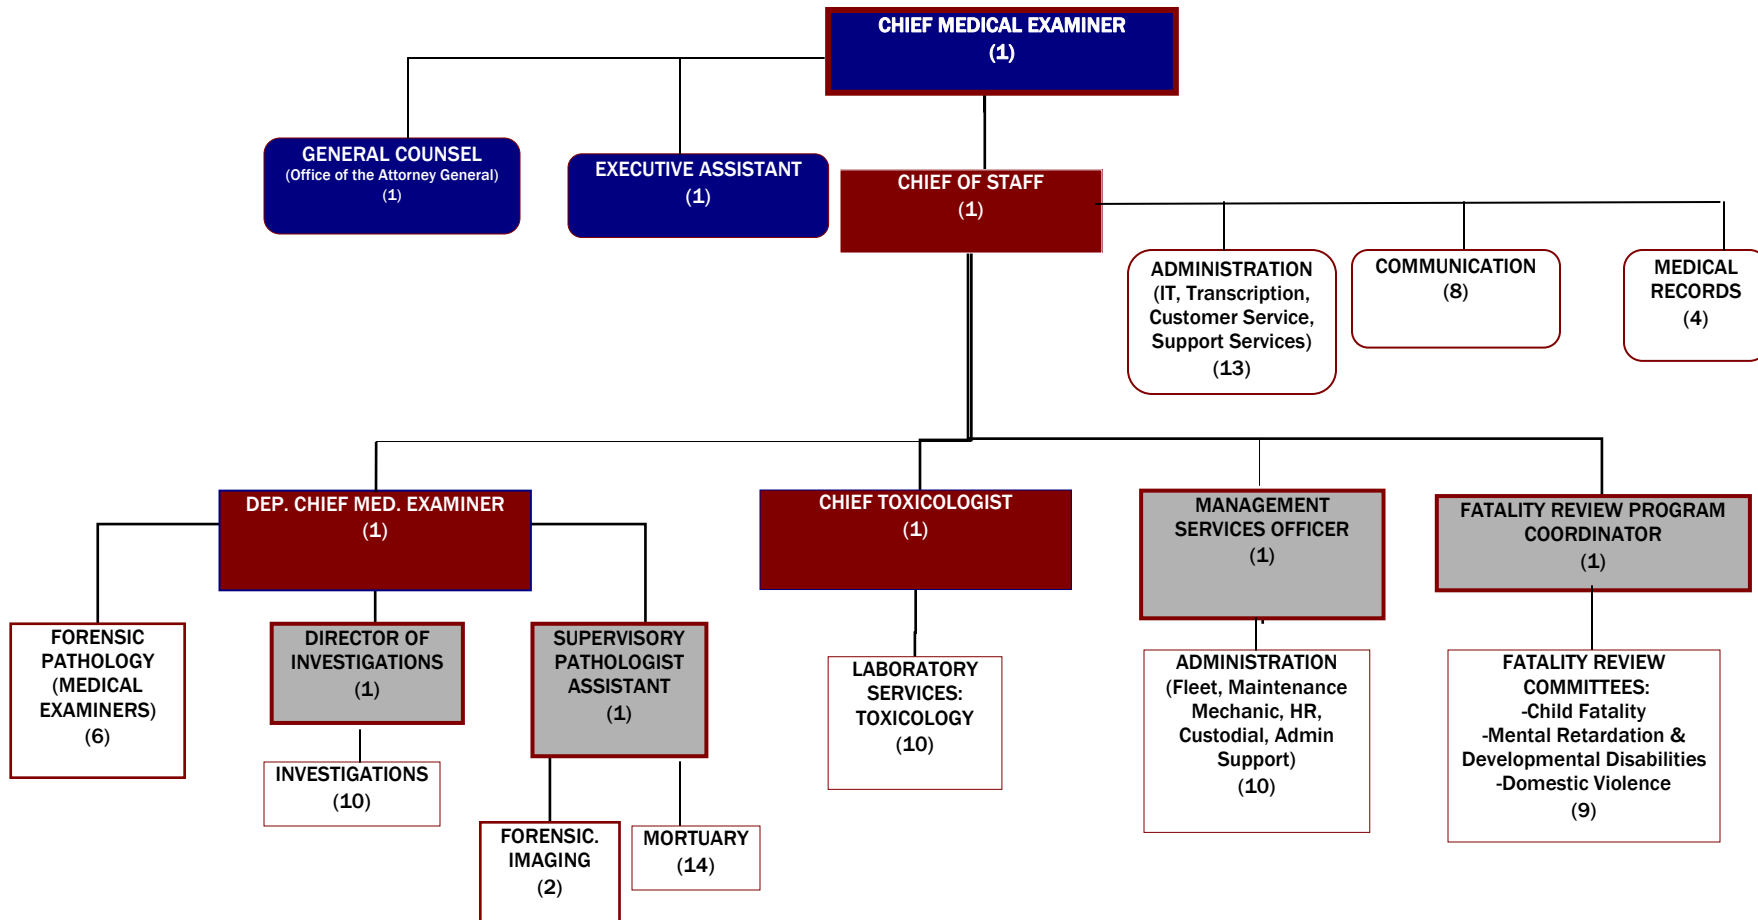 CHIEF MEDICAL EXAMINER
(1)
GENERAL COUNSEL
(Office of the Attorney General)
(1)
EXECUTIVE ASSISTANT
(1)
CHIEF OF STAFF
(1)
ADMINISTRATION
(IT, Transcription,
Customer Service,
Support Services)
(13)
COMMUNICATION
(8)
MEDICAL
RECORDS
(4)
DEP. CHIEF MED. EXAMINER
(1)
CHIEF TOXICOLOGIST
(1)
MANAGEMENT
SERVICES OFFICER
(1)
FATALITY REVIEW PROGRAM
COORDINATOR
(1)
FORENSIC
PATHOLOGY
(MEDICAL
EXAMINERS)
(6)
DIRECTOR OF
INVESTIGATIONS
(1)
SUPERVISORY
PATHOLOGIST
ASSISTANT
(1)
LABORATORY
SERVICES:
TOXICOLOGY
(10)
ADMINISTRATION
(Fleet, Maintenance
Mechanic, HR,
Custodial, Admin
Support)
(10)
FATALITY REVIEW
COMMITTEES:
-Child Fatality
-Mental Retardation &
Developmental Disabilities
-Domestic Violence
(9)
INVESTIGATIONS
(10)
FORENSIC.
IMAGING
(2)
MORTUARY
(14)